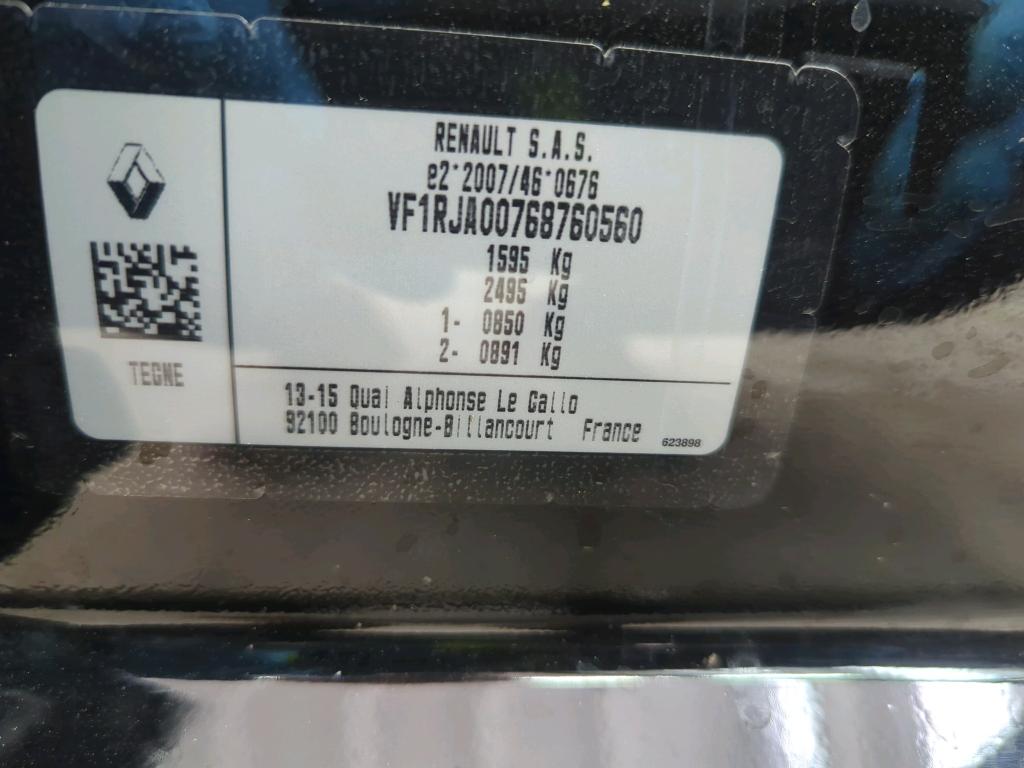 RENAULT S.A.S.
e2*2007/46*0676
VF1RJA00768760560
1595 Kg
2495 Kg
1- 0850 Kg
2- 0891 Kg
TEGNE
13-15 Quai Alphonse Le Gallo
92100 Boulogne-Billancourt France
623898